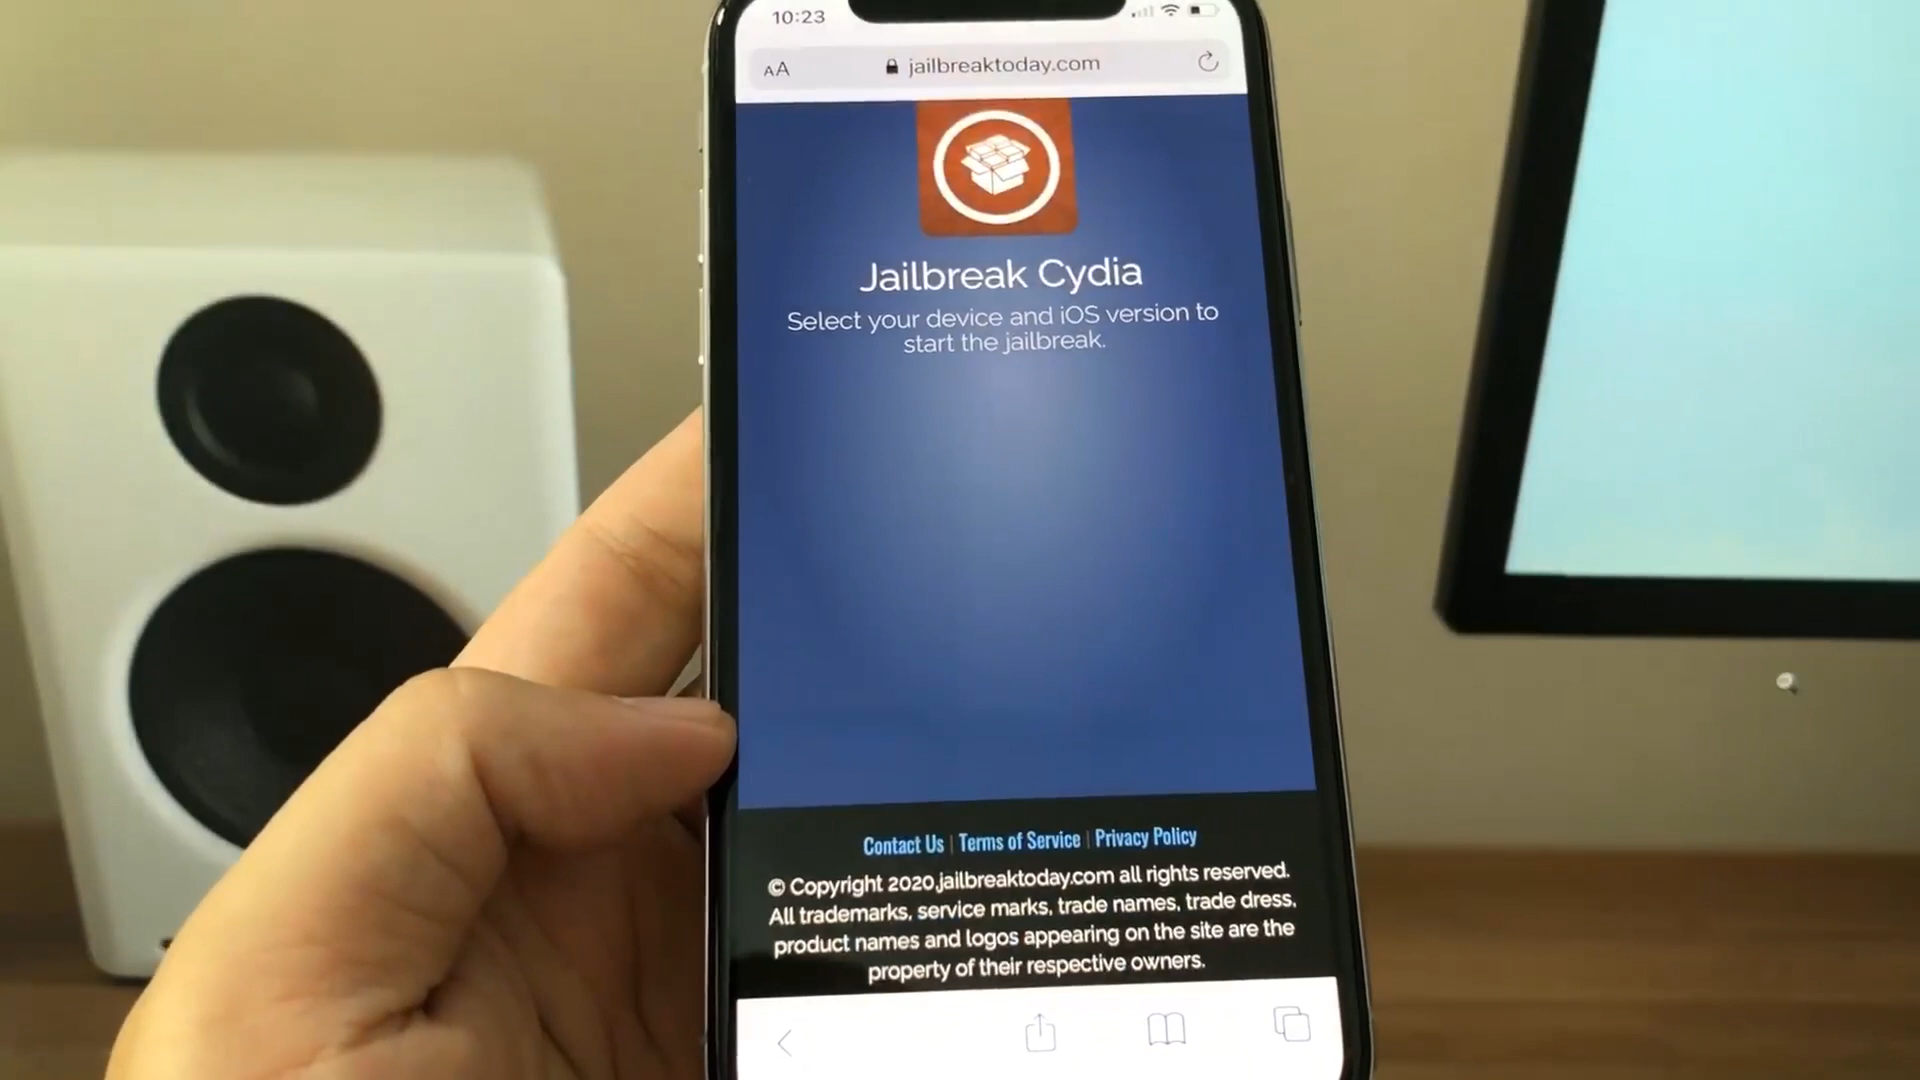 10:23
AA jailbreaktoday.com
Jailbreak Cydia
Select your device and iOS version to
start the jailbreak.
Contact Us | Terms of Service | Privacy Policy
© Copyright 2020,jailbreaktoday.com all rights reserved.
All trademarks, service marks, trade names, trade dress,
product names and logos appearing on the site are the
property of their respective owners.